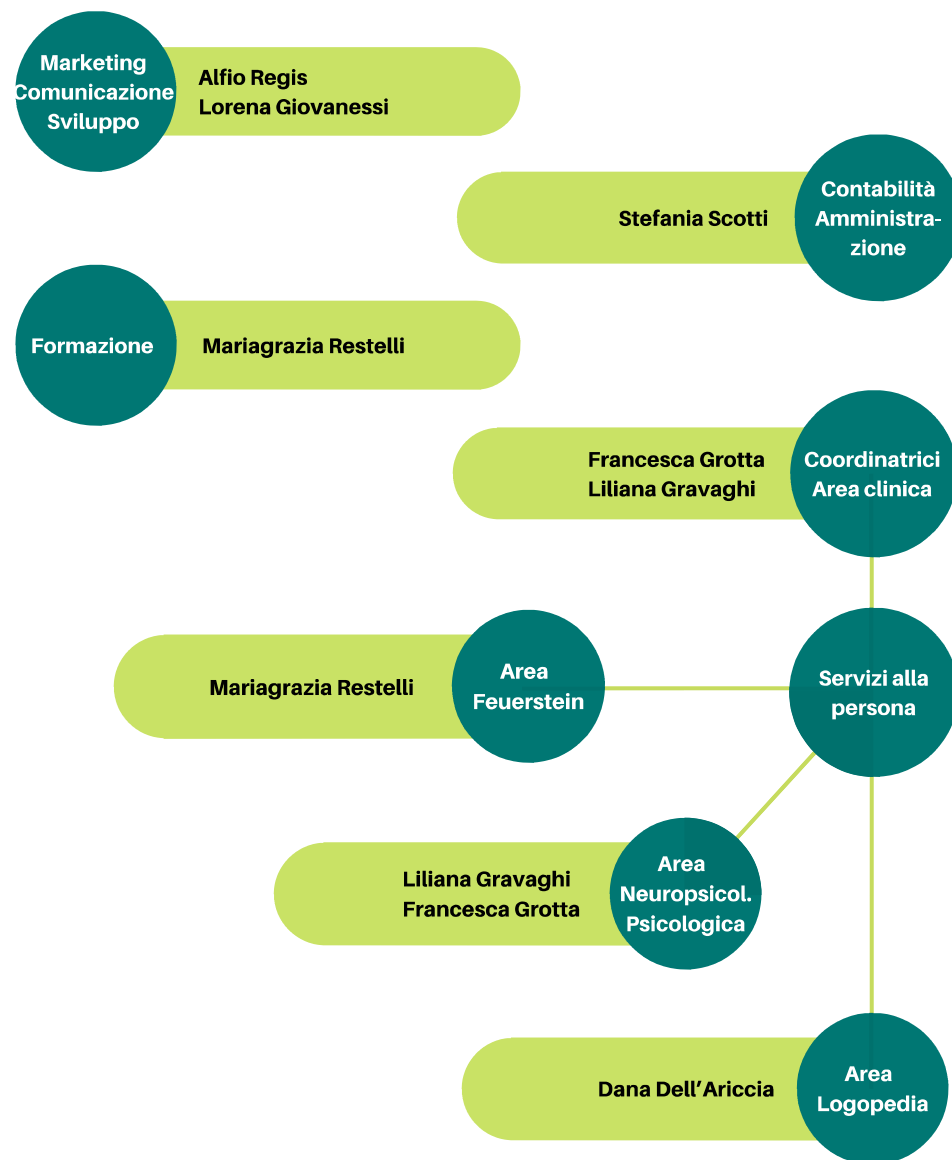 Marketing
Comunicazione
Sviluppo
Alfio Regis
Lorena Giovanessi
Stefania Scotti
Contabilità
Amministra-
zione
Formazione
Mariagrazia Restelli
Francesca Grotta
Liliana Gravaghi
Coordinatrici
Area clinica
Mariagrazia Restelli
Area
Feuerstein
Servizi alla
persona
Liliana Gravaghi
Francesca Grotta
Area
Neuropsicol.
Psicologica
Dana Dell’Ariccia
Area
Logopedia